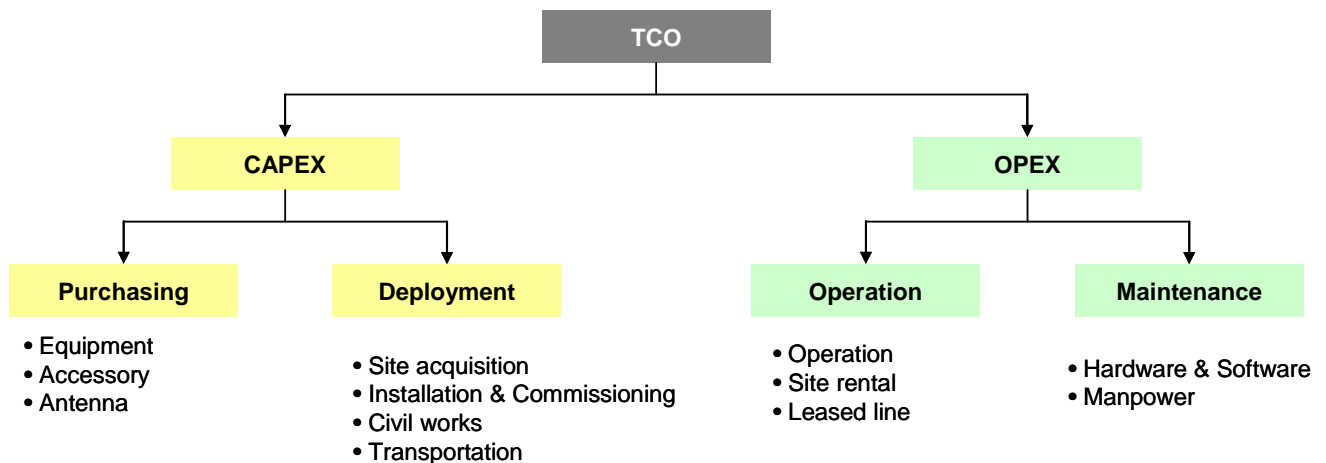 TCO
CAPEX
OPEX
Purchasing
Deployment
Operation
Maintenance
• Equipment
• Accessory
• Antenna
• Site acquisition
• Installation & Commissioning
• Civil works
• Transportation
• Operation
• Site rental
• Leased line
• Hardware & Software
• Manpower